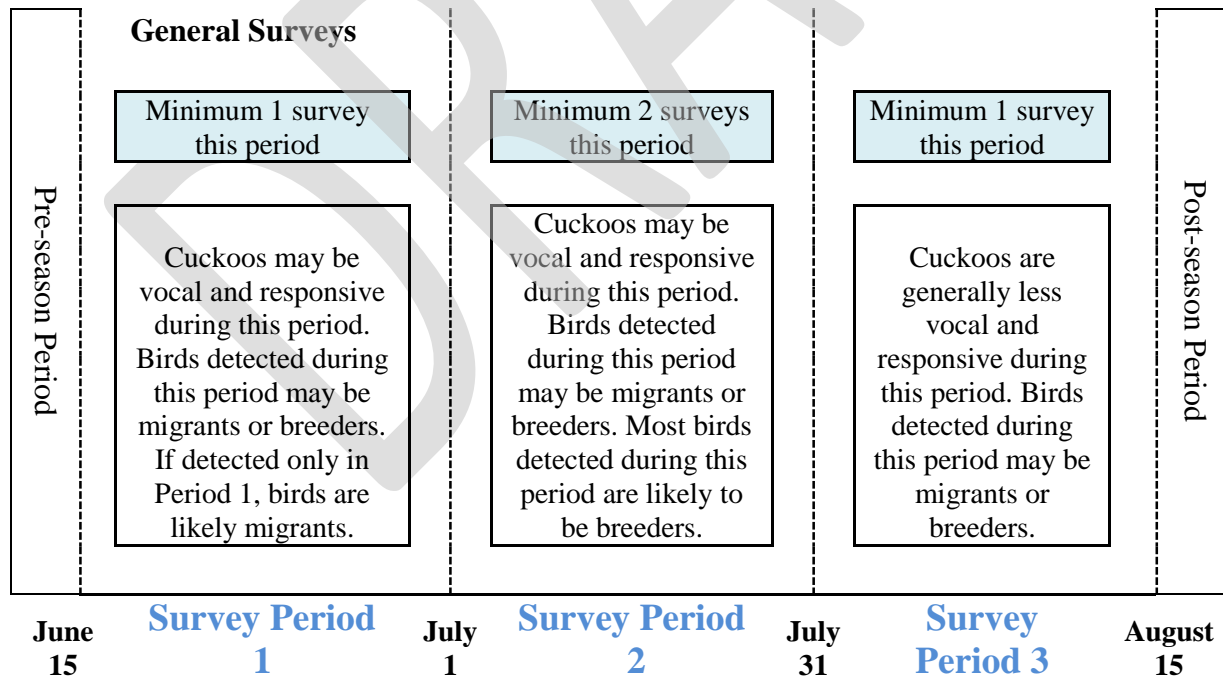 General Surveys
Pre-season Period
Minimum 1 survey
this period
Cuckoos may be
vocal and responsive
during this period.
Birds detected during
this period may be
migrants or breeders.
If detected only in
Period 1, birds are
likely migrants.
Minimum 2 surveys
this period
Cuckoos may be
vocal and responsive
during this period.
Birds detected
during this period
may be migrants or
breeders. Most birds
detected during this
period are likely to
be breeders.
Minimum 1 survey
this period
Cuckoos are
generally less
vocal and
responsive during
this period. Birds
detected during
this period may be
migrants or
breeders.
Post-season Period
June
15
Survey Period
1
July
1
Survey Period
2
July
31
Survey
Period 3
August
15